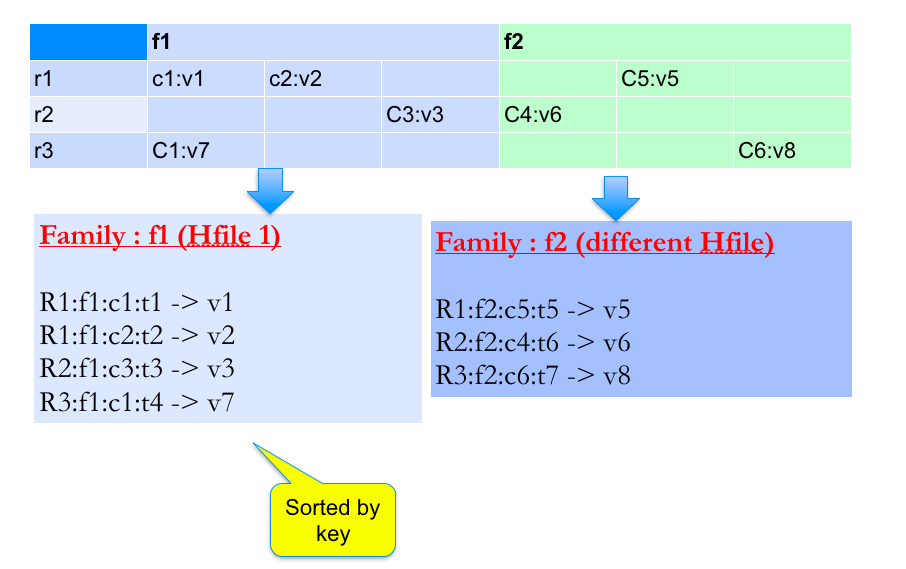 f1 f2
r1 c1:v1 c2:v2 C5:v5
r2 C3:v3 C4:v6
r3 C1:v7 C6:v8
Family : f1 (Hfile 1)
R1:f1:c1:t1 -> v1
R1:f1:c2:t2 -> v2
R2:f1:c3:t3 -> v3
R3:f1:c1:t4 -> v7
Family : f2 (different Hfile)
R1:f2:c5:t5 -> v5
R2:f2:c4:t6 -> v6
R3:f2:c6:t7 -> v8
Sorted by
key